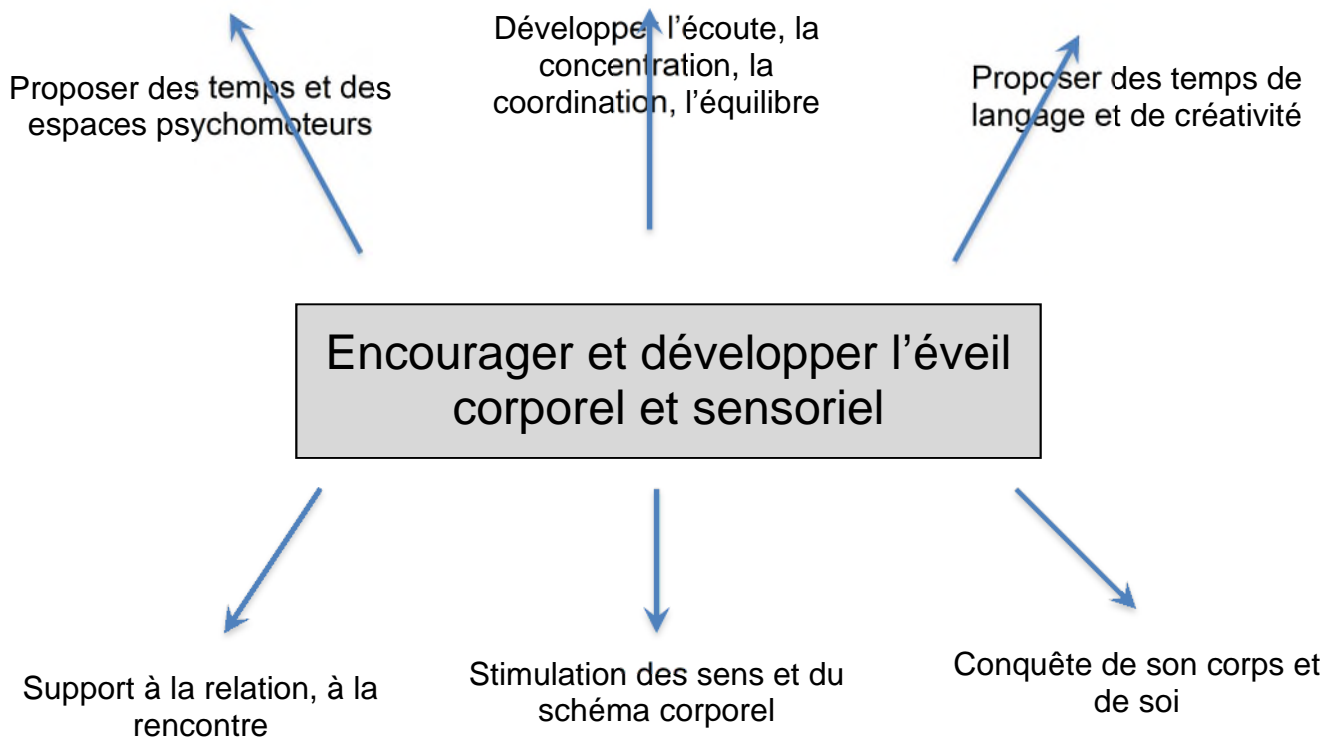 Développer l'écoute, la
concentration, la
coordination, l'équilibre
Proposer des temps et des
espaces psychomoteurs
Proposer des temps de
langage et de créativité
Encourager et développer l'éveil
corporel et sensoriel
Support à la relation, à la
rencontre
Stimulation des sens et du
schéma corporel
Conquête de son corps et
de soi